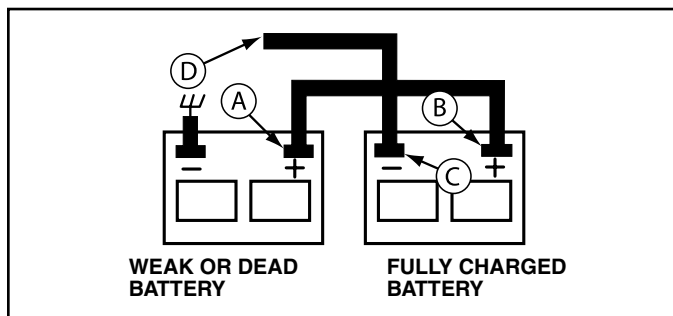 D
A
B
− + − +
C
WEAK OR DEAD
BATTERY
FULLY CHARGED
BATTERY